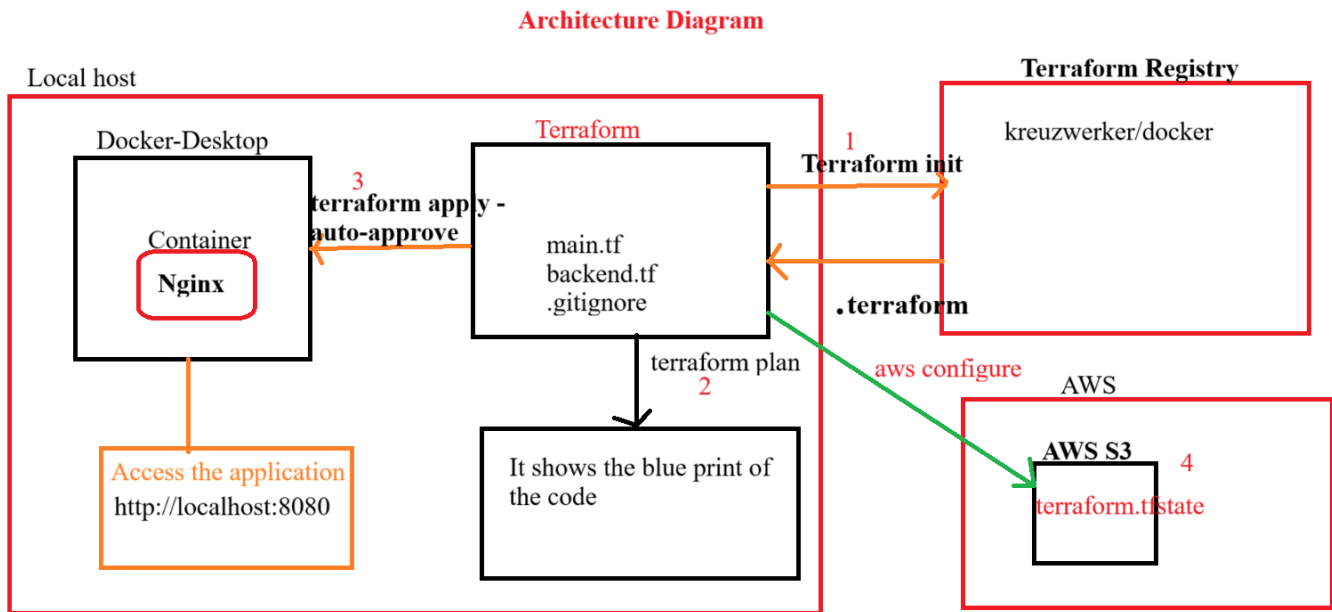 Architecture Diagram
Local host
Terraform Registry
kreuzwerker/docker
Docker-Desktop
Terraform
1
Terraform init
3
terraform apply -
auto-approve
Container
Nginx
main.tf
backend.tf
.gitignore
.terraform
terraform plan
2
aws configure
AWS
AWS S3
4
terraform.tfstate
Access the application
http://localhost:8080
It shows the blue print of
the code